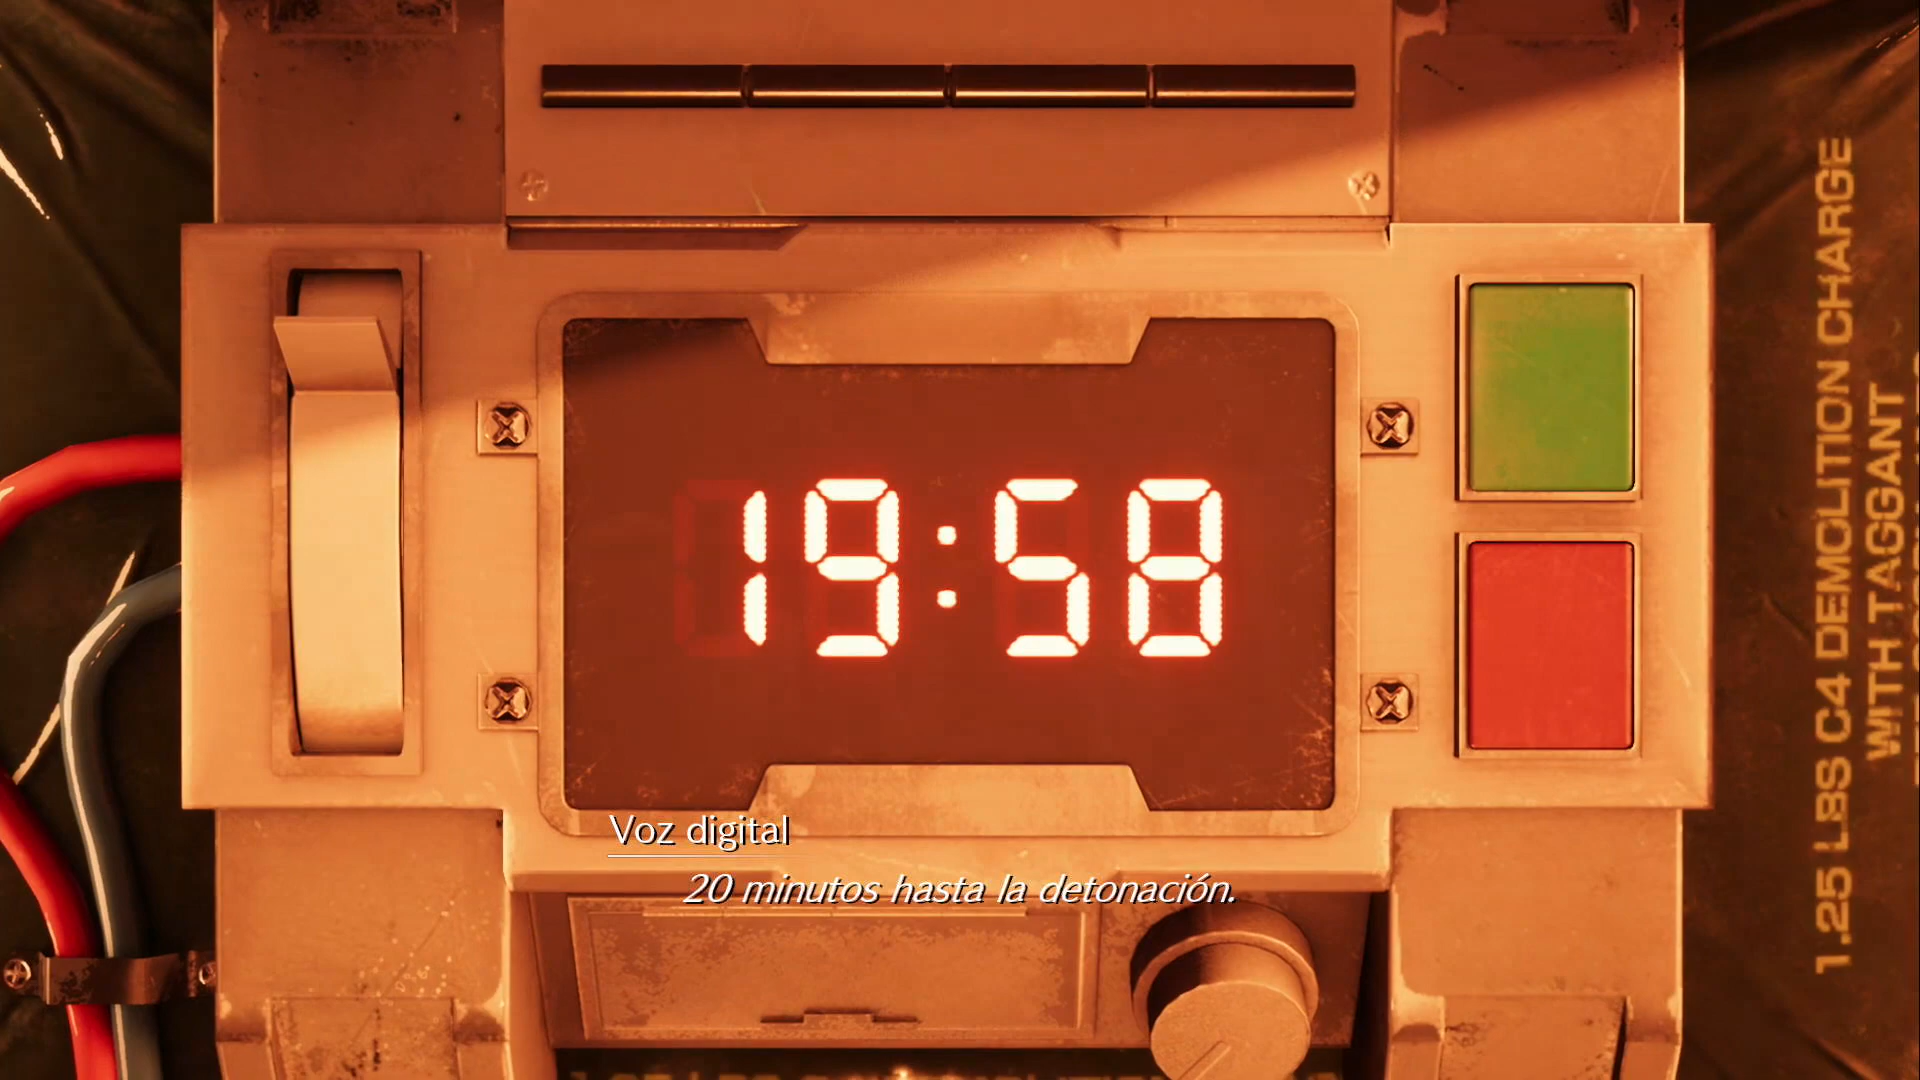 19:58
Voz digital
20 minutos hasta la detonación.
1.25 LBS C4 DEMOLITION CHARGE
WITH TAGGANT